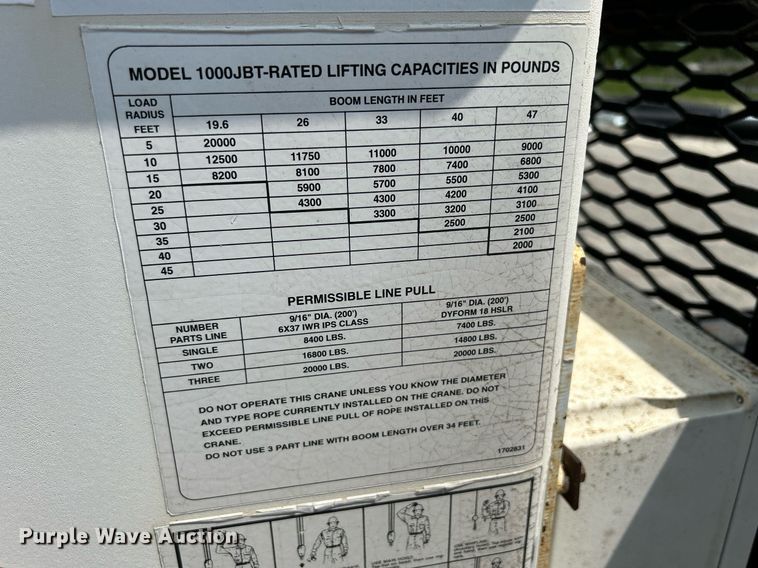 MODEL 1000JBT-RATED LIFTING CAPACITIES IN POUNDS
LOAD RADIUS FEET
BOOM LENGTH IN FEET
19.6 26 33 40 47
5 20000
10 12500 11750 11000 10000 9000
15 8200 8100 7800 7400 6800
20 5900 5700 5500 5300
25 4300 4300 4200 4100
30 3300 3200 3100
35 2500 2500
40 2100
45 2000
PERMISSIBLE LINE PULL
NUMBER PARTS LINE
9/16" DIA. (200') 6X37 IWR IPS CLASS
9/16" DIA. (200') DYFORM 18 HSLR
SINGLE 8400 LBS. 7400 LBS.
TWO 16800 LBS. 14800 LBS.
THREE 20000 LBS. 20000 LBS.
DO NOT OPERATE THIS CRANE UNLESS YOU KNOW THE DIAMETER
AND TYPE ROPE CURRENTLY INSTALLED ON THE CRANE. DO NOT
EXCEED PERMISSIBLE LINE PULL OF ROPE INSTALLED ON THIS
CRANE.
DO NOT USE 3 PART LINE WITH BOOM LENGTH OVER 34 FEET.
1702831
Purple Wave Auction